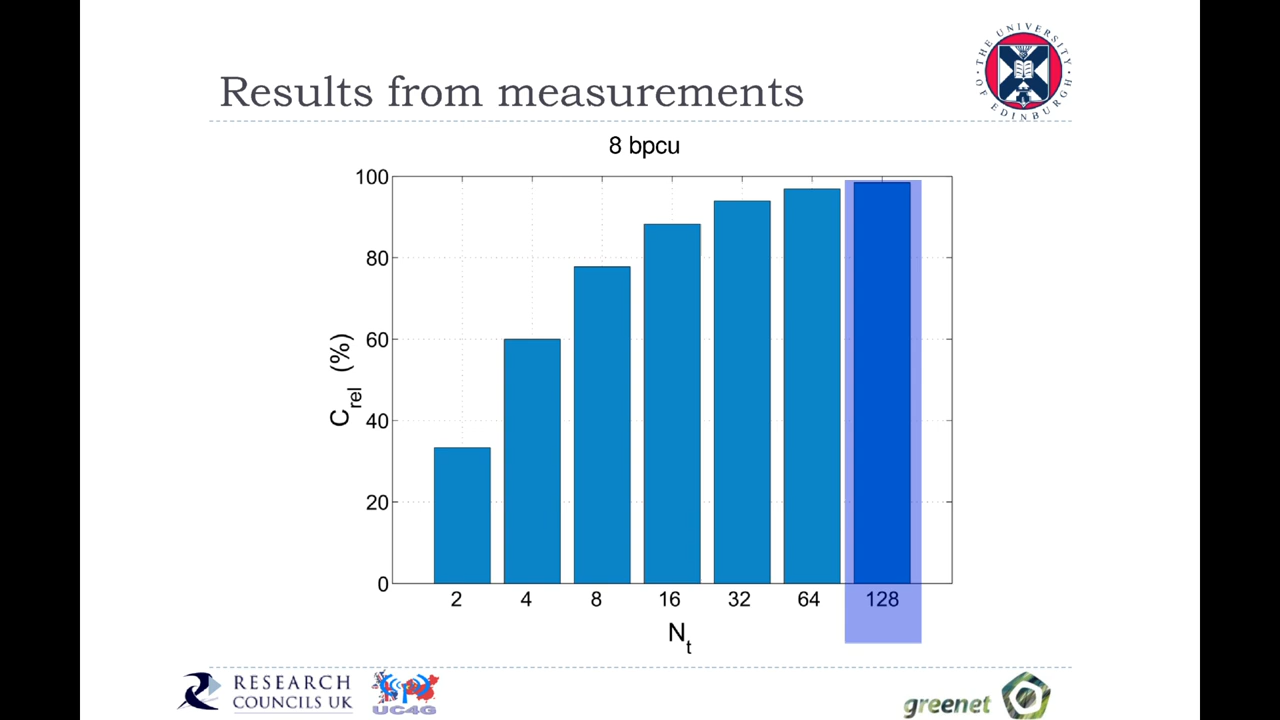 THE UNIVERSITY OF EDINBURGH
Results from measurements
8 bpcu
100
80
60
40
20
0
C_rel (%)
2 4 8 16 32 64 128
N_t
RESEARCH
COUNCILS UK
UC4G
greenet